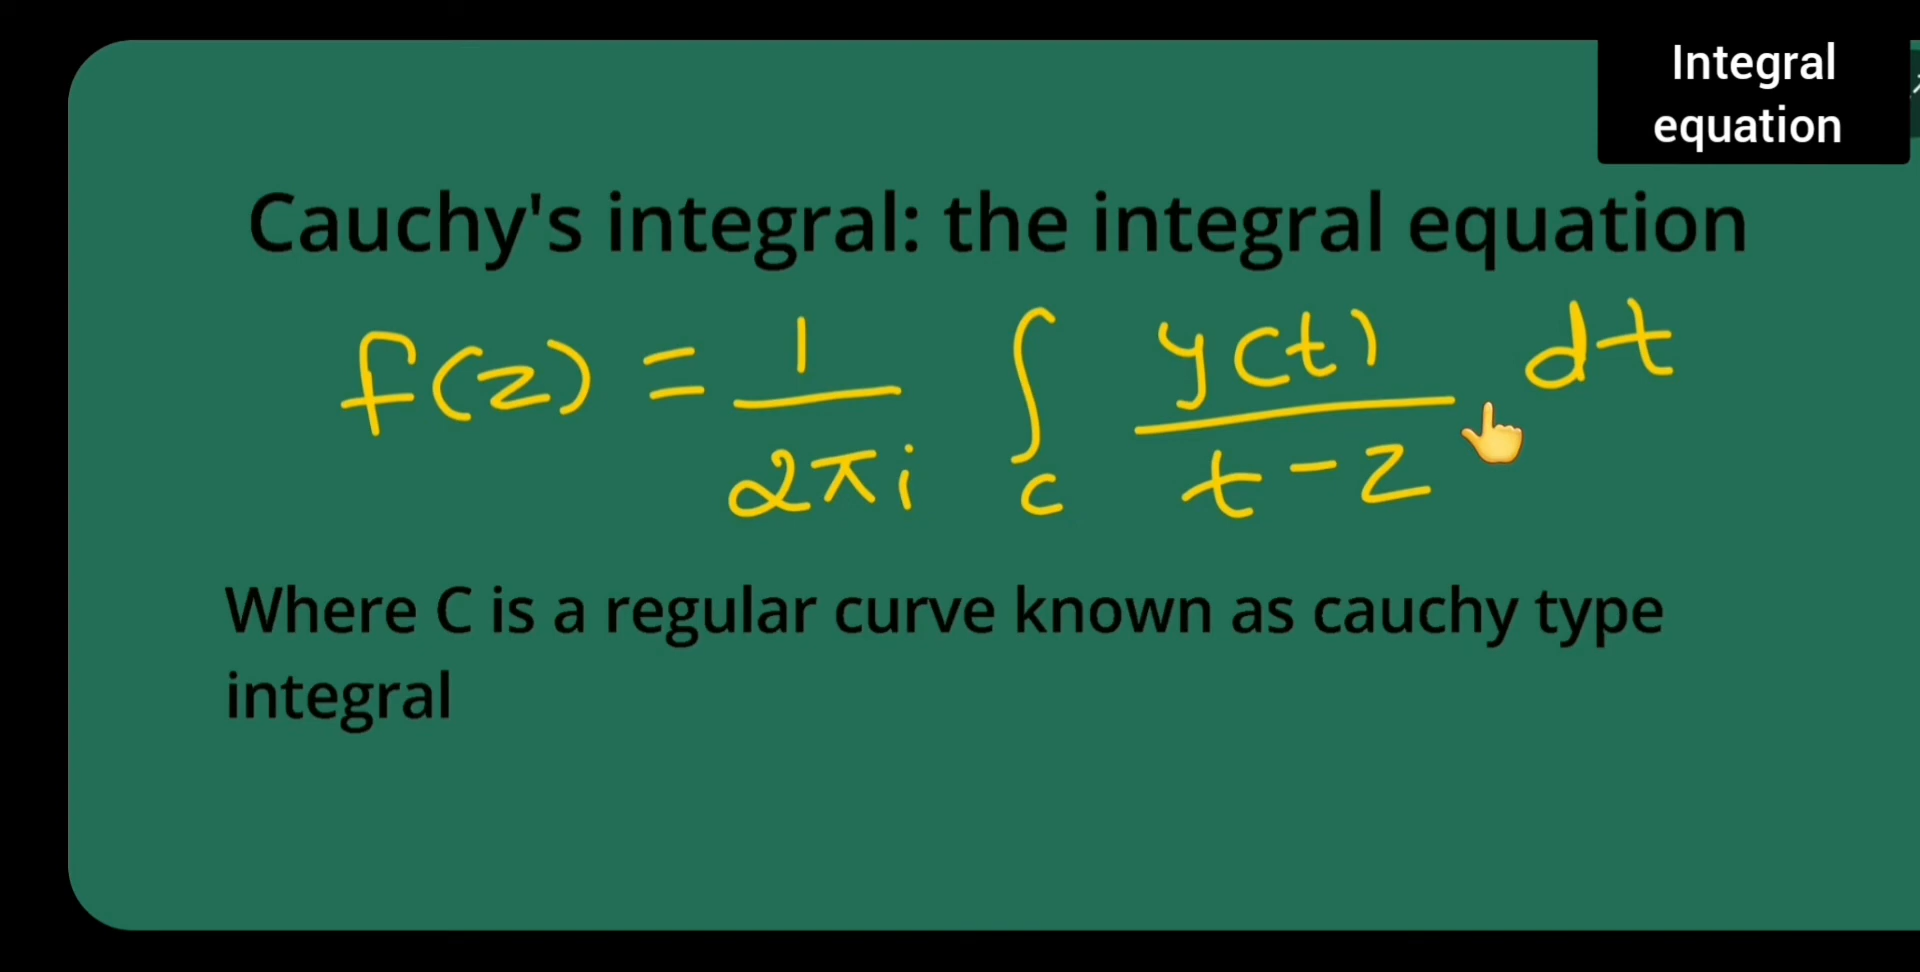 Integral
equation
Cauchy's integral: the integral equation
f(z) = 1/2πi ∫c y(t)/t-z dt
Where C is a regular curve known as cauchy type
integral